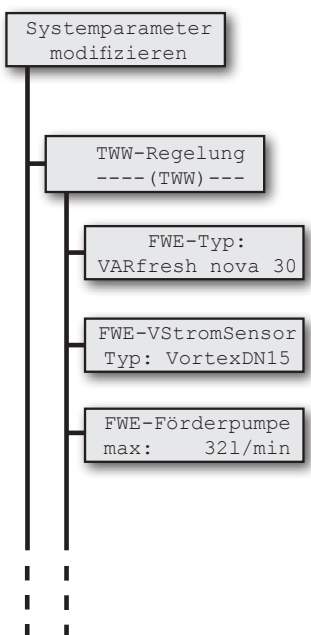 Systemparameter
modifizieren
TWW-Regelung
----(TWW)---
FWE-Typ:
VARfresh nova 30
FWE-VStromSensor
Typ: VortexDN15
FWE-Förderpumpe
max: 32l/min